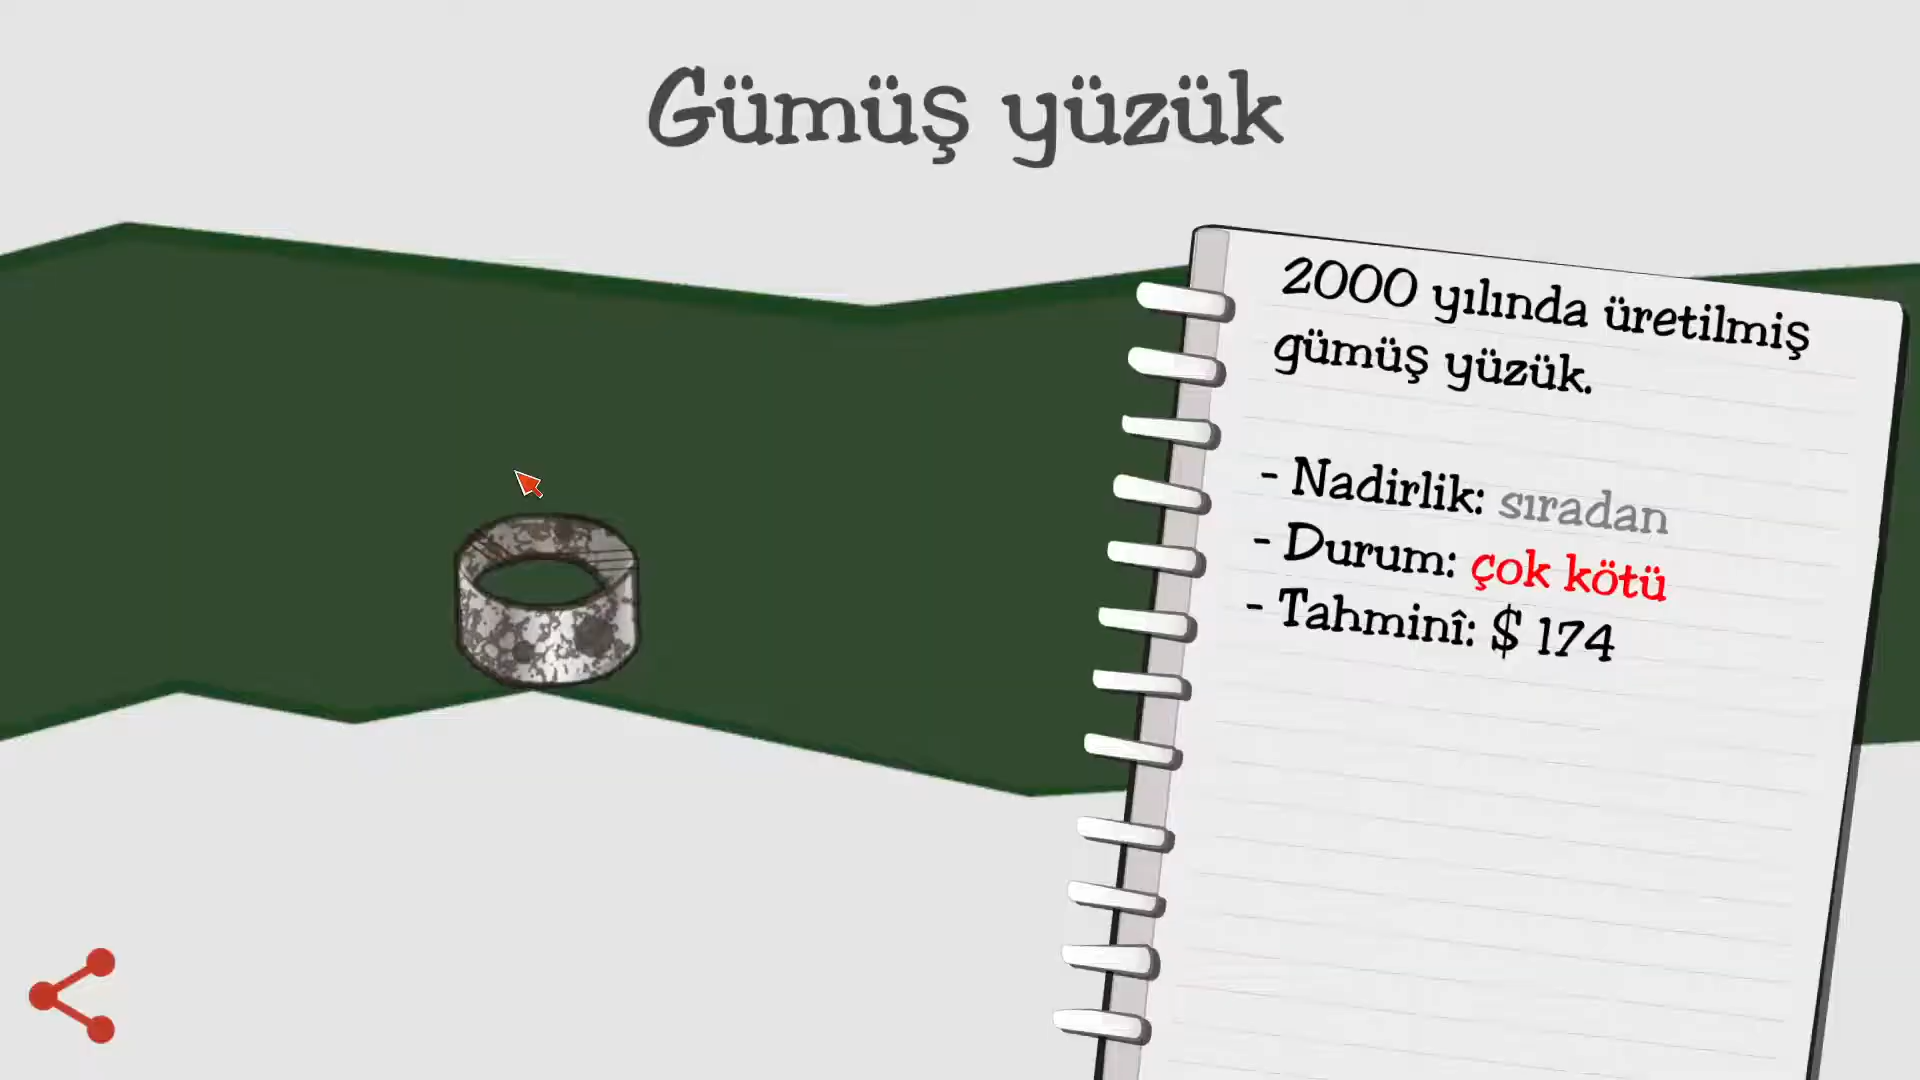 Gümüş yüzük
2000 yılında üretilmiş
gümüş yüzük.
- Nadirlik: sıradan
- Durum: çok kötü
- Tahminî: $ 174